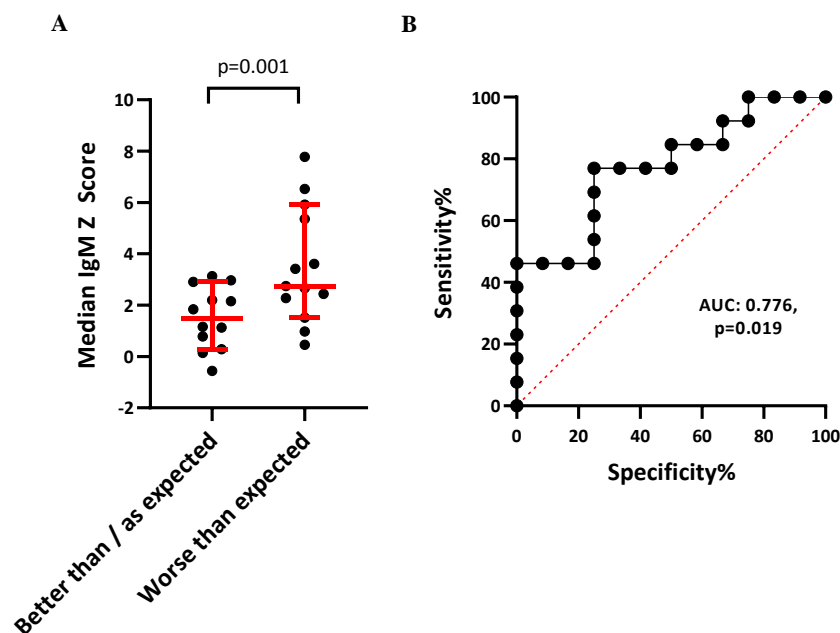 A
p=0.001
10
8
6
4
2
0
-2
Median IgM Z Score
Better than / as expected
Worse than expected
B
100
80
60
40
20
0
Sensitivity%
AUC: 0.776,
p=0.019
0 20 40 60 80 100
Specificity%